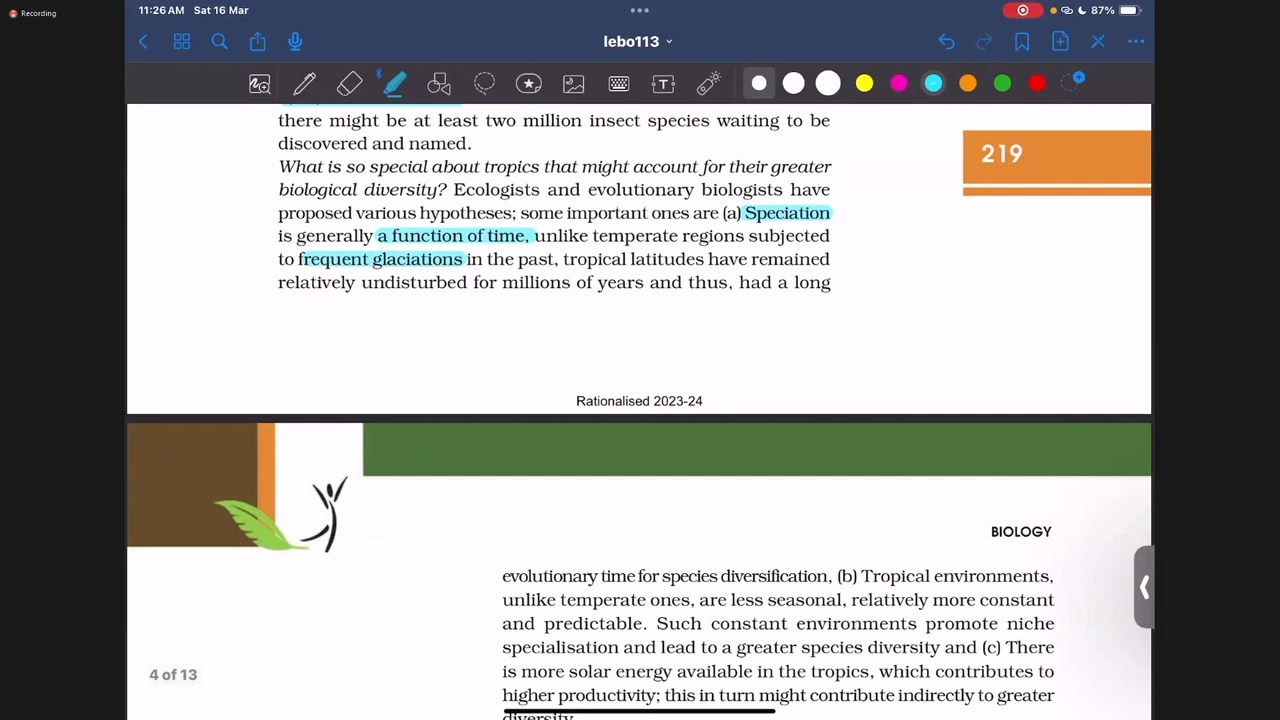 Recording
11:26 AM Sat 16 Mar
87%
lebo113
T
there might be at least two million insect species waiting to be
discovered and named.
What is so special about tropics that might account for their greater
biological diversity? Ecologists and evolutionary biologists have
proposed various hypotheses; some important ones are (a) Speciation
is generally a function of time, unlike temperate regions subjected
to frequent glaciations in the past, tropical latitudes have remained
relatively undisturbed for millions of years and thus, had a long
219
Rationalised 2023-24
BIOLOGY
evolutionary time for species diversification, (b) Tropical environments,
unlike temperate ones, are less seasonal, relatively more constant
and predictable. Such constant environments promote niche
specialisation and lead to a greater species diversity and (c) There
is more solar energy available in the tropics, which contributes to
higher productivity; this in turn might contribute indirectly to greater
diversity.
4 of 13